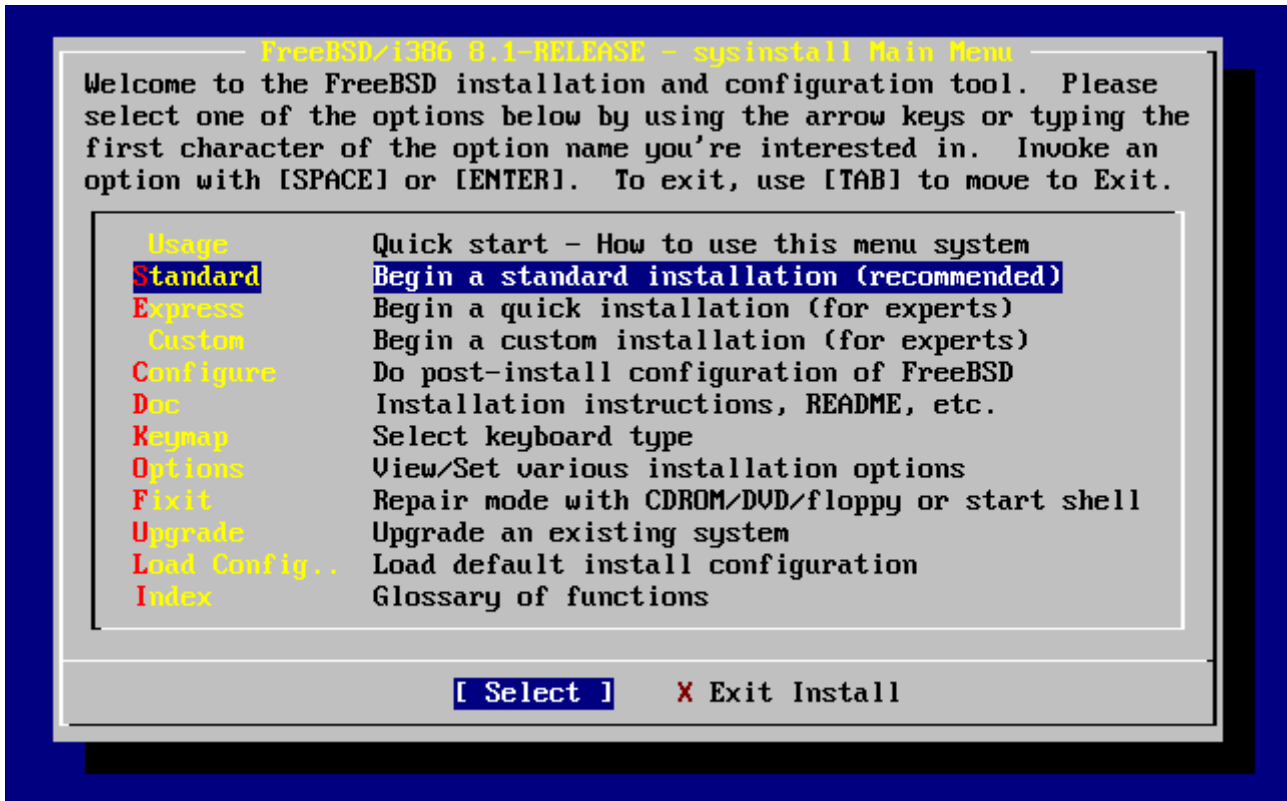 FreeBSD/i386 8.1-RELEASE - sysinstall Main Menu
Welcome to the FreeBSD installation and configuration tool.  Please
select one of the options below by using the arrow keys or typing the
first character of the option name you're interested in.  Invoke an
option with [SPACE] or [ENTER].  To exit, use [TAB] to move to Exit.
Usage Quick start - How to use this menu system
Standard Begin a standard installation (recommended)
Express Begin a quick installation (for experts)
Custom Begin a custom installation (for experts)
Configure Do post-install configuration of FreeBSD
Doc Installation instructions, README, etc.
Keymap Select keyboard type
Options View/Set various installation options
Fixit Repair mode with CDROM/DVD/floppy or start shell
Upgrade Upgrade an existing system
Load Config.. Load default install configuration
Index Glossary of functions
[ Select ] X Exit Install